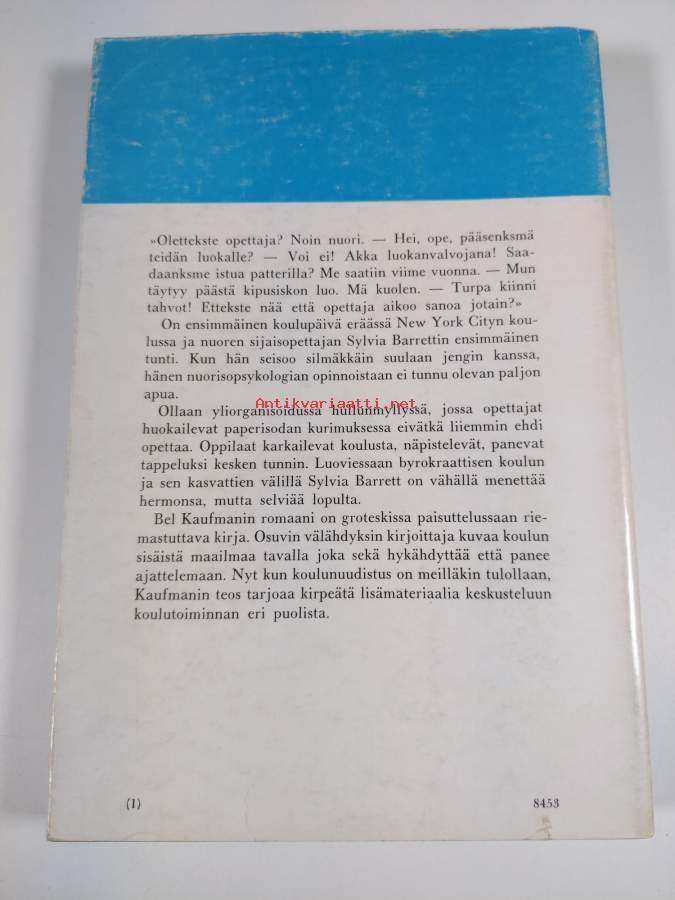 »Olettekste opettaja? Noin nuori. — Hei, ope, pääsenksmä
teidän luokalle? — Voi ei! Akka luokanvalvojana! Saa-
daanksme istua patterilla? Me saatiin viime vuonna. — Mun
täytyy päästä kipusiskon luo. Mä kuolen. — Turpa kiinni
tahvot! Ettekste nää että opettaja aikoo sanoa jotain?»
On ensimmäinen koulupäivä eräässä New York Cityn kou-
lussa ja nuoren sijaisopettajan Sylvia Barrettin ensimmäinen
tunti. Kun hän seisoo silmäkkäin suulaan jengin kanssa,
hänen nuorisopsykologian opinnoistaan ei tunnu olevan paljon
apua.
Antikvariaatti.net
Ollaan yliorganisoidussa hullunmyllyssä, jossa opettajat
huokailevat paperisodan kurimuksessa eivätkä liiemmin ehdi
opettaa. Oppilaat karkailevat koulusta, näpistelevät, panevat
tappeluksi kesken tunnin. Luoviessaan byrokraattisen koulun
ja sen kasvattien välillä Sylvia Barrett on vähällä menettää
hermonsa, mutta selviää lopulta.
Bel Kaufmanin romaani on groteskissa paisuttelussaan rie-
mastuttava kirja. Osuvin välähdyksin kirjoittaja kuvaa koulun
sisäistä maailmaa tavalla joka sekä hykähdyttää että panee
ajattelemaan. Nyt kun koulunuudistus on meilläkin tulollaan,
Kaufmanin teos tarjoaa kirpeätä lisämateriaalia keskusteluun
koulutoiminnan eri puolista.
(1) 8453